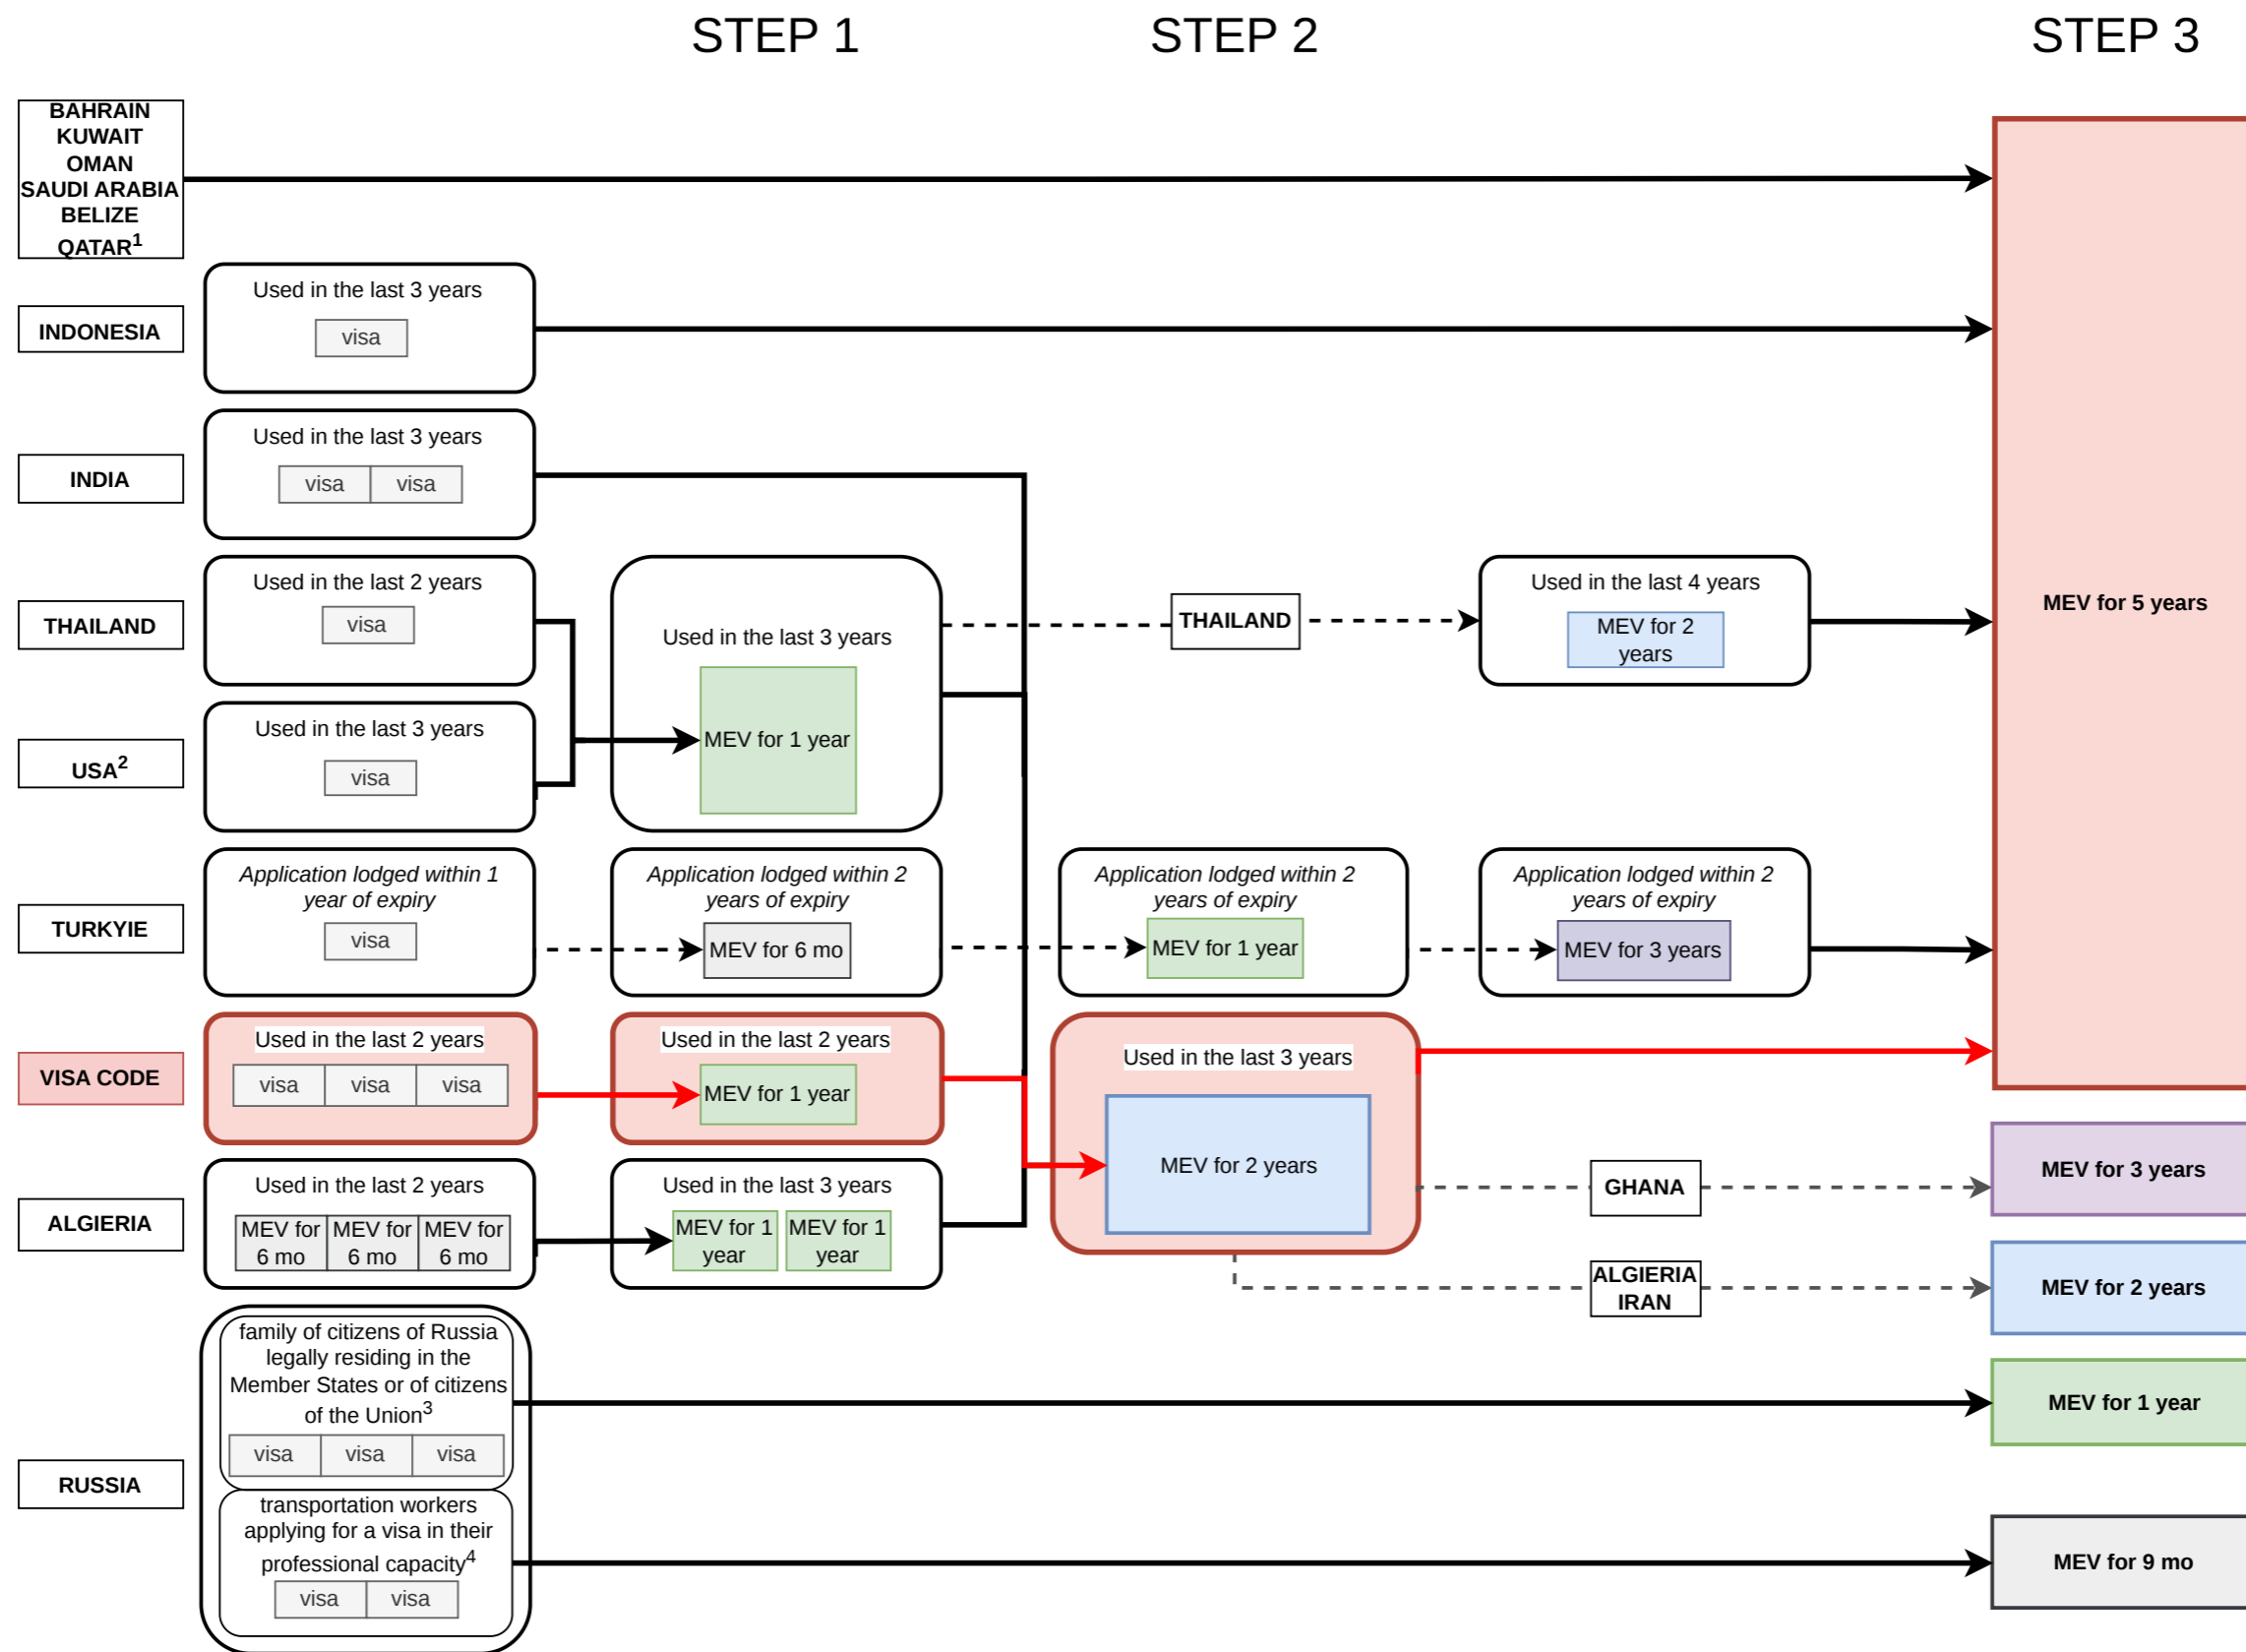 STEP 1
STEP 2
STEP 3
BAHRAIN
KUWAIT
OMAN
SAUDI ARABIA
BELIZE
QATAR1
INDONESIA
Used in the last 3 years
visa
INDIA
Used in the last 3 years
visa
visa
THAILAND
Used in the last 2 years
visa
Used in the last 3 years
MEV for 1 year
THAILAND
Used in the last 4 years
MEV for 2
years
MEV for 5 years
USA2
Used in the last 3 years
visa
TURKYIE
Application lodged within 1
year of expiry
visa
Application lodged within 2
years of expiry
MEV for 6 mo
Application lodged within 2
years of expiry
MEV for 1 year
Application lodged within 2
years of expiry
MEV for 3 years
VISA CODE
Used in the last 2 years
visa
visa
visa
Used in the last 2 years
MEV for 1 year
Used in the last 3 years
MEV for 2 years
ALGIERIA
Used in the last 2 years
MEV for
6 mo
MEV for
6 mo
MEV for
6 mo
Used in the last 3 years
MEV for 1
year
MEV for 1
year
GHANA
MEV for 3 years
ALGIERIA
IRAN
MEV for 2 years
RUSSIA
family of citizens of Russia
legally residing in the
Member States or of citizens
of the Union3
visa
visa
visa
MEV for 1 year
transportation workers
applying for a visa in their
professional capacity4
visa
visa
MEV for 9 mo